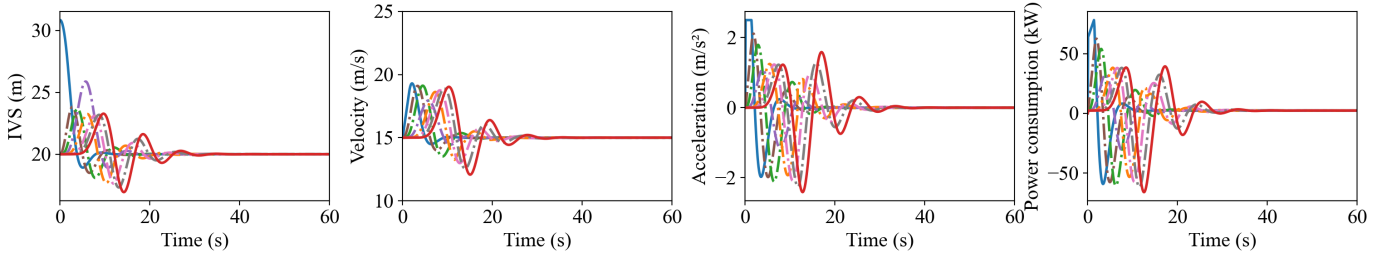 IVS (m)
30
25
20
0 20 40 60
Time (s)
Velocity (m/s)
25
20
15
10
0 20 40 60
Time (s)
Acceleration (m/s²)
2
0
−2
0 20 40 60
Time (s)
Power consumption (kW)
50
0
−50
0 20 40 60
Time (s)